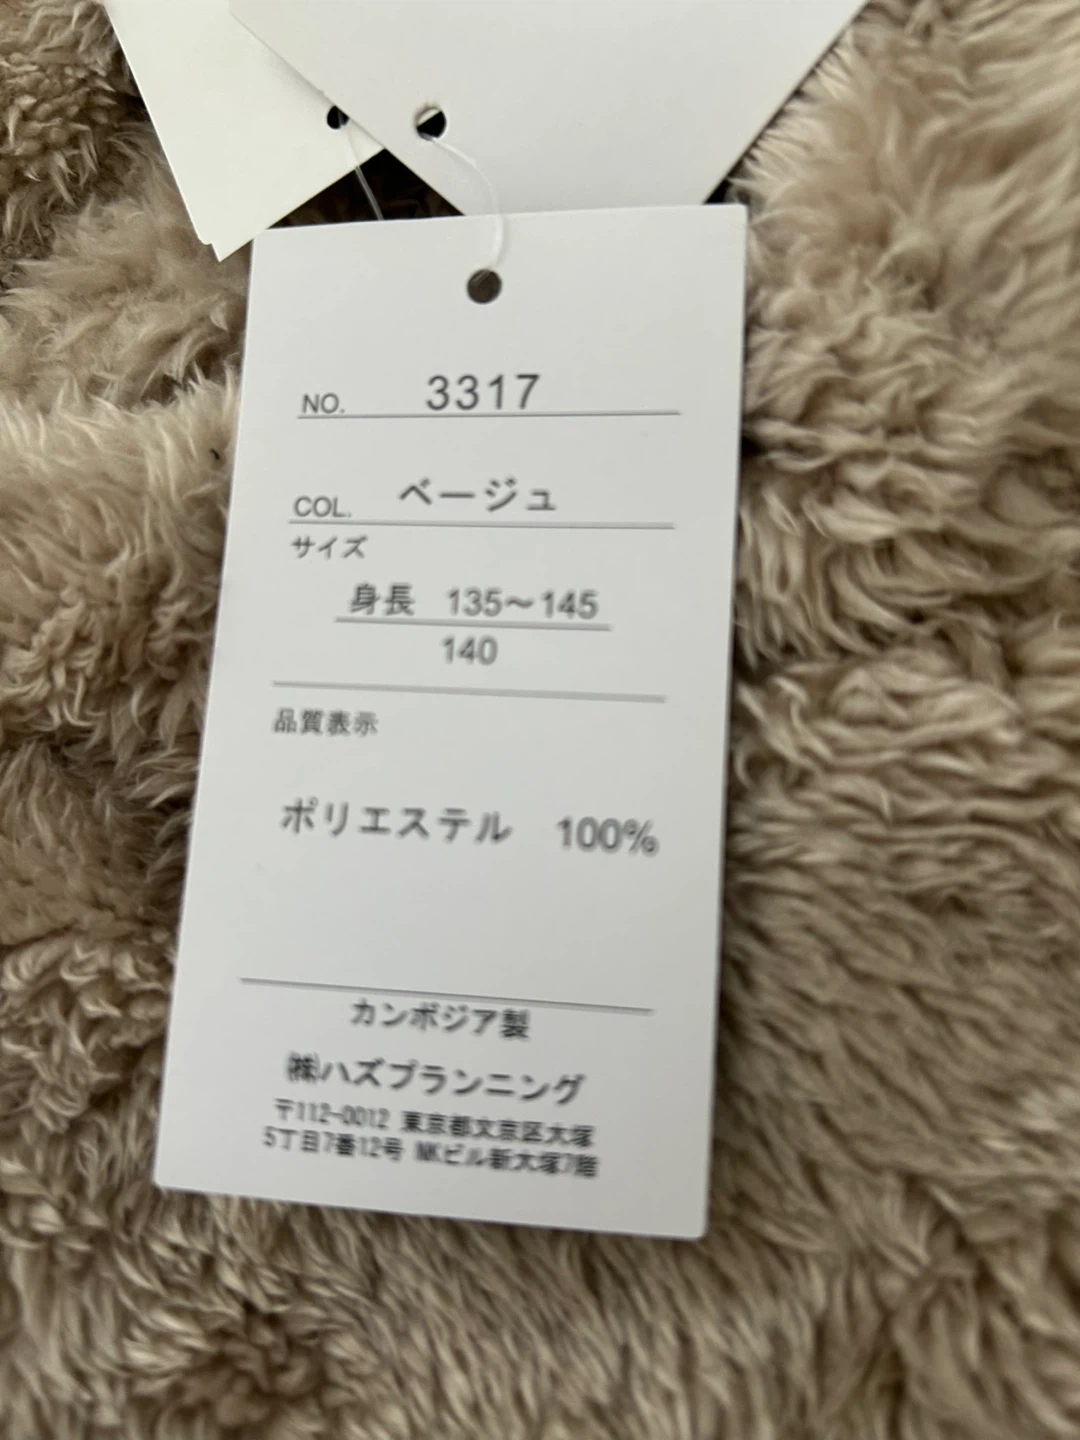 NO. 3317
COL. ベージュ
サイズ
身長 135～145
140
品質表示
ポリエステル 100%
カンボジア製
㈱ハズプランニング
〒112-0012 東京都文京区大塚
5丁目7番12号 NKビル新大塚7階